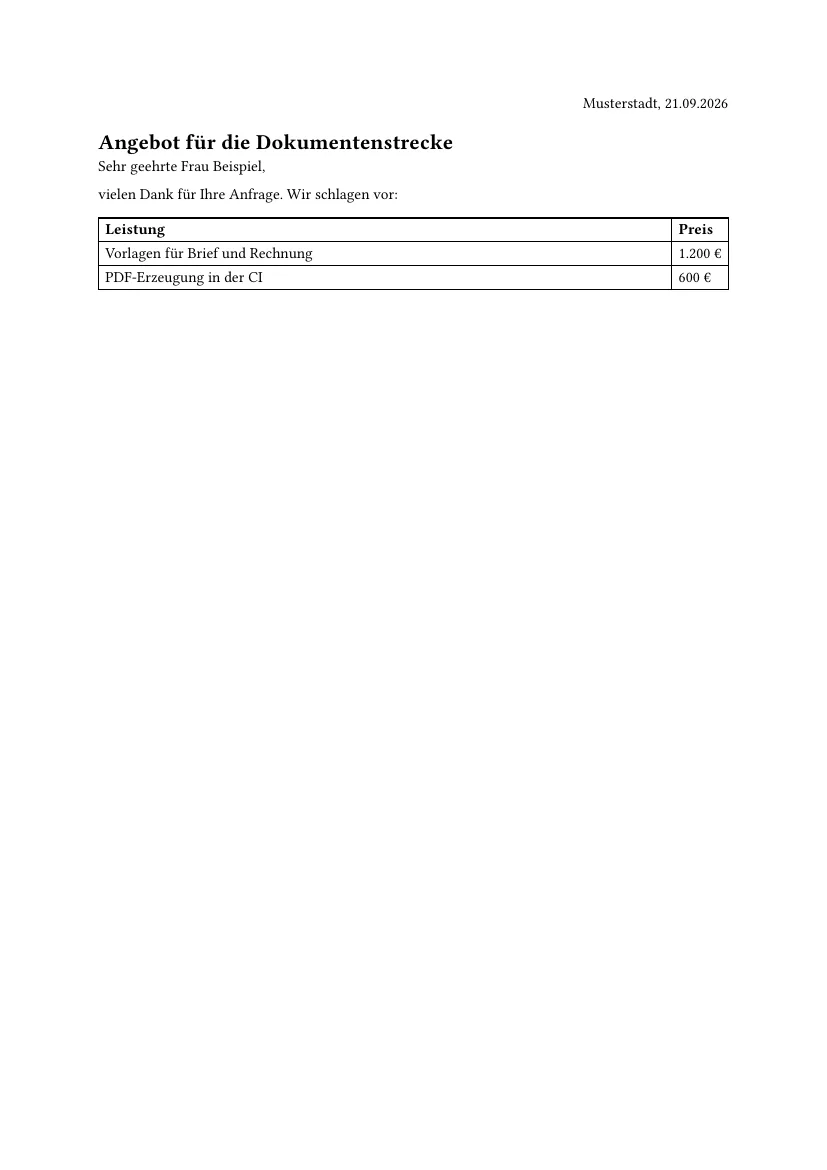 Musterstadt, 21.09.2026
Angebot für die Dokumentenstrecke
Sehr geehrte Frau Beispiel,
vielen Dank für Ihre Anfrage. Wir schlagen vor:
Leistung Preis
Vorlagen für Brief und Rechnung 1.200 €
PDF-Erzeugung in der CI 600 €